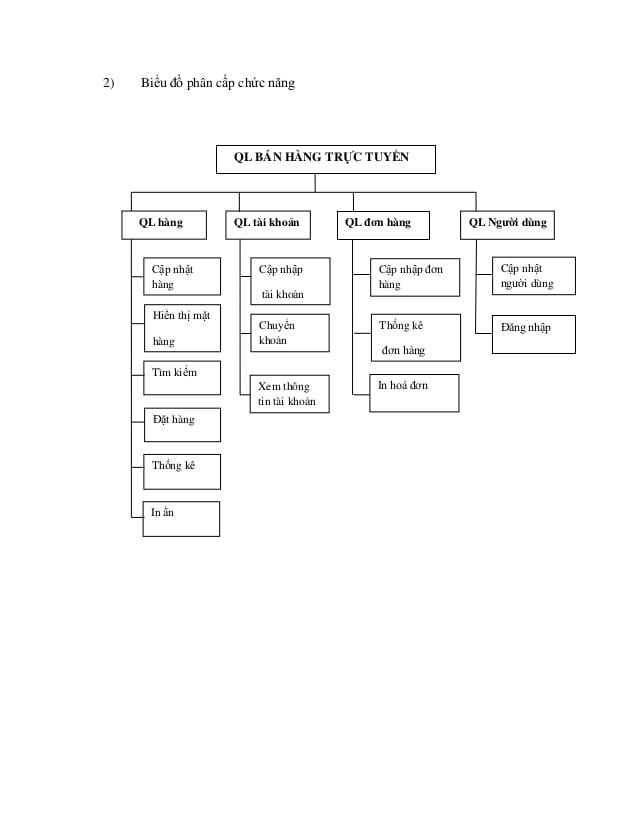 2) Biểu đồ phân cấp chức năng
QL BÁN HÀNG TRỰC TUYẾN
QL hàng
QL tài khoản
QL đơn hàng
QL Người dùng
Cập nhật
hàng
Hiển thị mặt
hàng
Tìm kiếm
Đặt hàng
Thống kê
In ấn
Cập nhập
tài khoản
Chuyển
khoản
Xem thông
tin tài khoản
Cập nhập đơn
hàng
Thống kê
đơn hàng
In hoá đơn
Cập nhật
người dùng
Đăng nhập